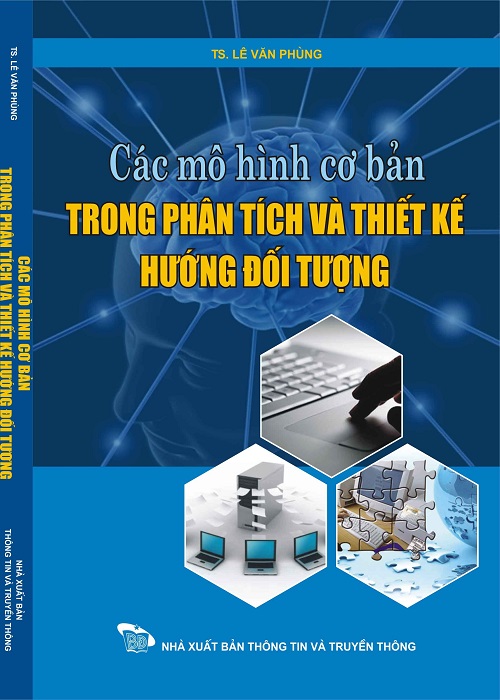 TS. LÊ VĂN PHÙNG
CÁC MÔ HÌNH CƠ BẢN
TRONG PHÂN TÍCH VÀ THIẾT KẾ HƯỚNG ĐỐI TƯỢNG
NHÀ XUẤT BẢN
THÔNG TIN VÀ TRUYỀN THÔNG
TS. LÊ VĂN PHÙNG
Các mô hình cơ bản
TRONG PHÂN TÍCH VÀ THIẾT KẾ
HƯỚNG ĐỐI TƯỢNG
NHÀ XUẤT BẢN THÔNG TIN VÀ TRUYỀN THÔNG